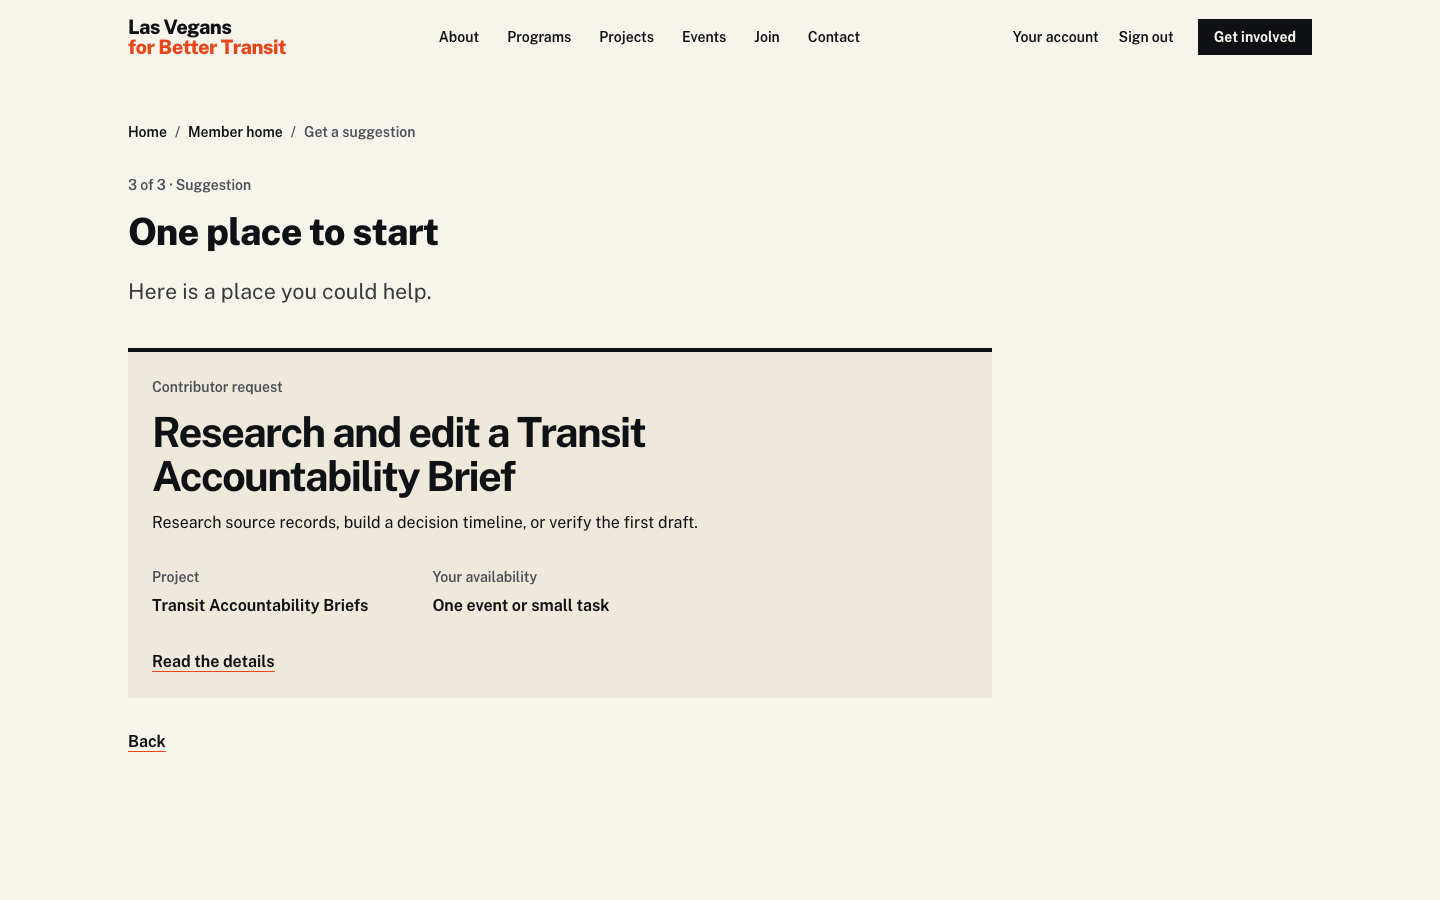 Las Vegans
for Better Transit
About
Programs
Projects
Events
Join
Contact
Your account
Sign out
Get involved
Home / Member home / Get a suggestion
3 of 3 · Suggestion
One place to start
Here is a place you could help.
Contributor request
Research and edit a Transit
Accountability Brief
Research source records, build a decision timeline, or verify the first draft.
Project
Transit Accountability Briefs
Your availability
One event or small task
Read the details
Back